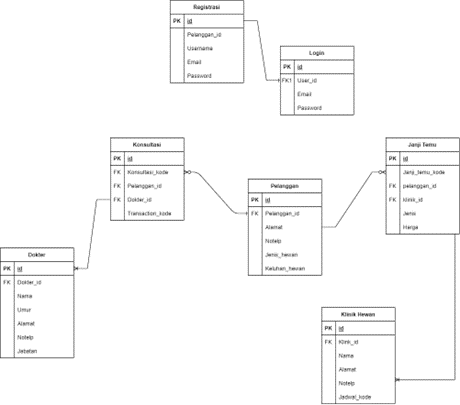 Registrasi
PK id
Pelanggan_id
Username
Email
Password
Login
PK id
FK1 User_id
Email
Password
Konsultasi
PK id
FK Konsultasi_kode
FK Pelanggan_id
FK Dokter_id
Transaction_kode
Pelanggan
PK id
FK Pelanggan_id
Alamat
Notelp
Jenis_hewan
Keluhan_hewan
Janji Temu
PK id
Janji_temu_kode
FK pelanggan_id
FK klinik_id
Jenis
Harga
Dokter
PK id
FK Dokter_id
Nama
Umur
Alamat
Notelp
Jabatan
Klinik Hewan
PK id
FK Klinik_id
Nama
Alamat
Notelp
Jadwal_kode